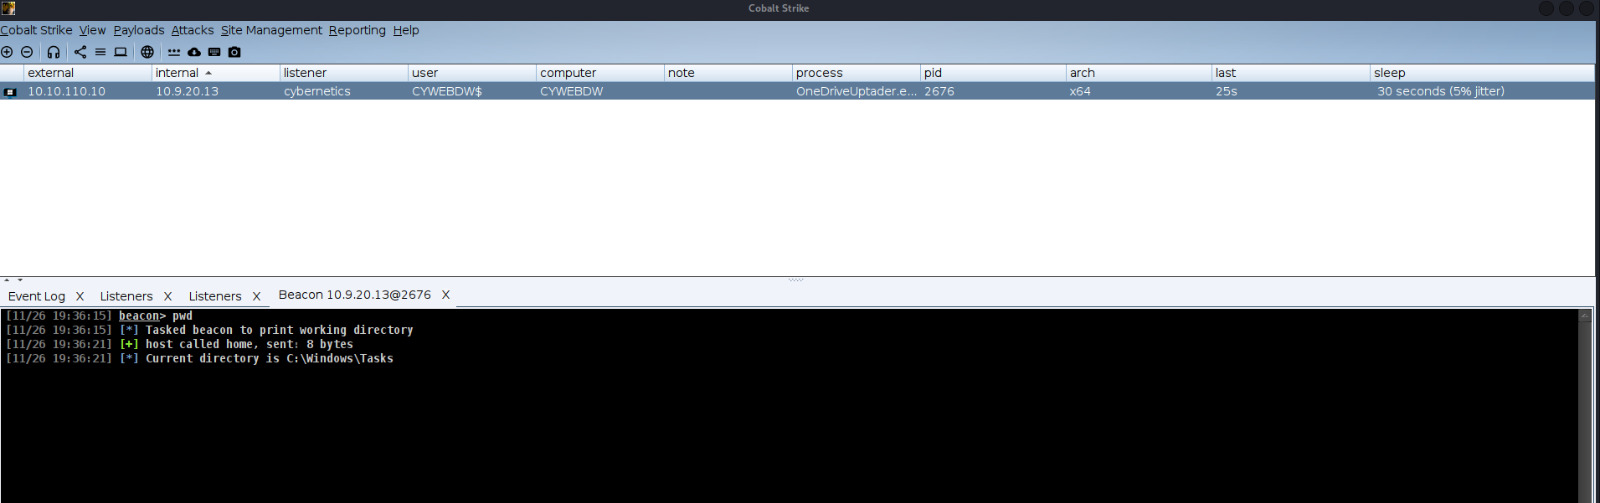 Cobalt Strike
Cobalt Strike View Payloads Attacks Site Management Reporting Help
external internal listener user computer note process pid arch last sleep
10.10.110.10 10.9.20.13 cybernetics CYWEBDW$ CYWEBDW OneDriveUptader.e... 2676 x64 25s 30 seconds (5% jitter)
Event Log X Listeners X Listeners X Beacon 10.9.20.13@2676 X
[11/26 19:36:15] beacon> pwd
[11/26 19:36:15] [*] Tasked beacon to print working directory
[11/26 19:36:21] [+] host called home, sent: 8 bytes
[11/26 19:36:21] [*] Current directory is C:\Windows\Tasks